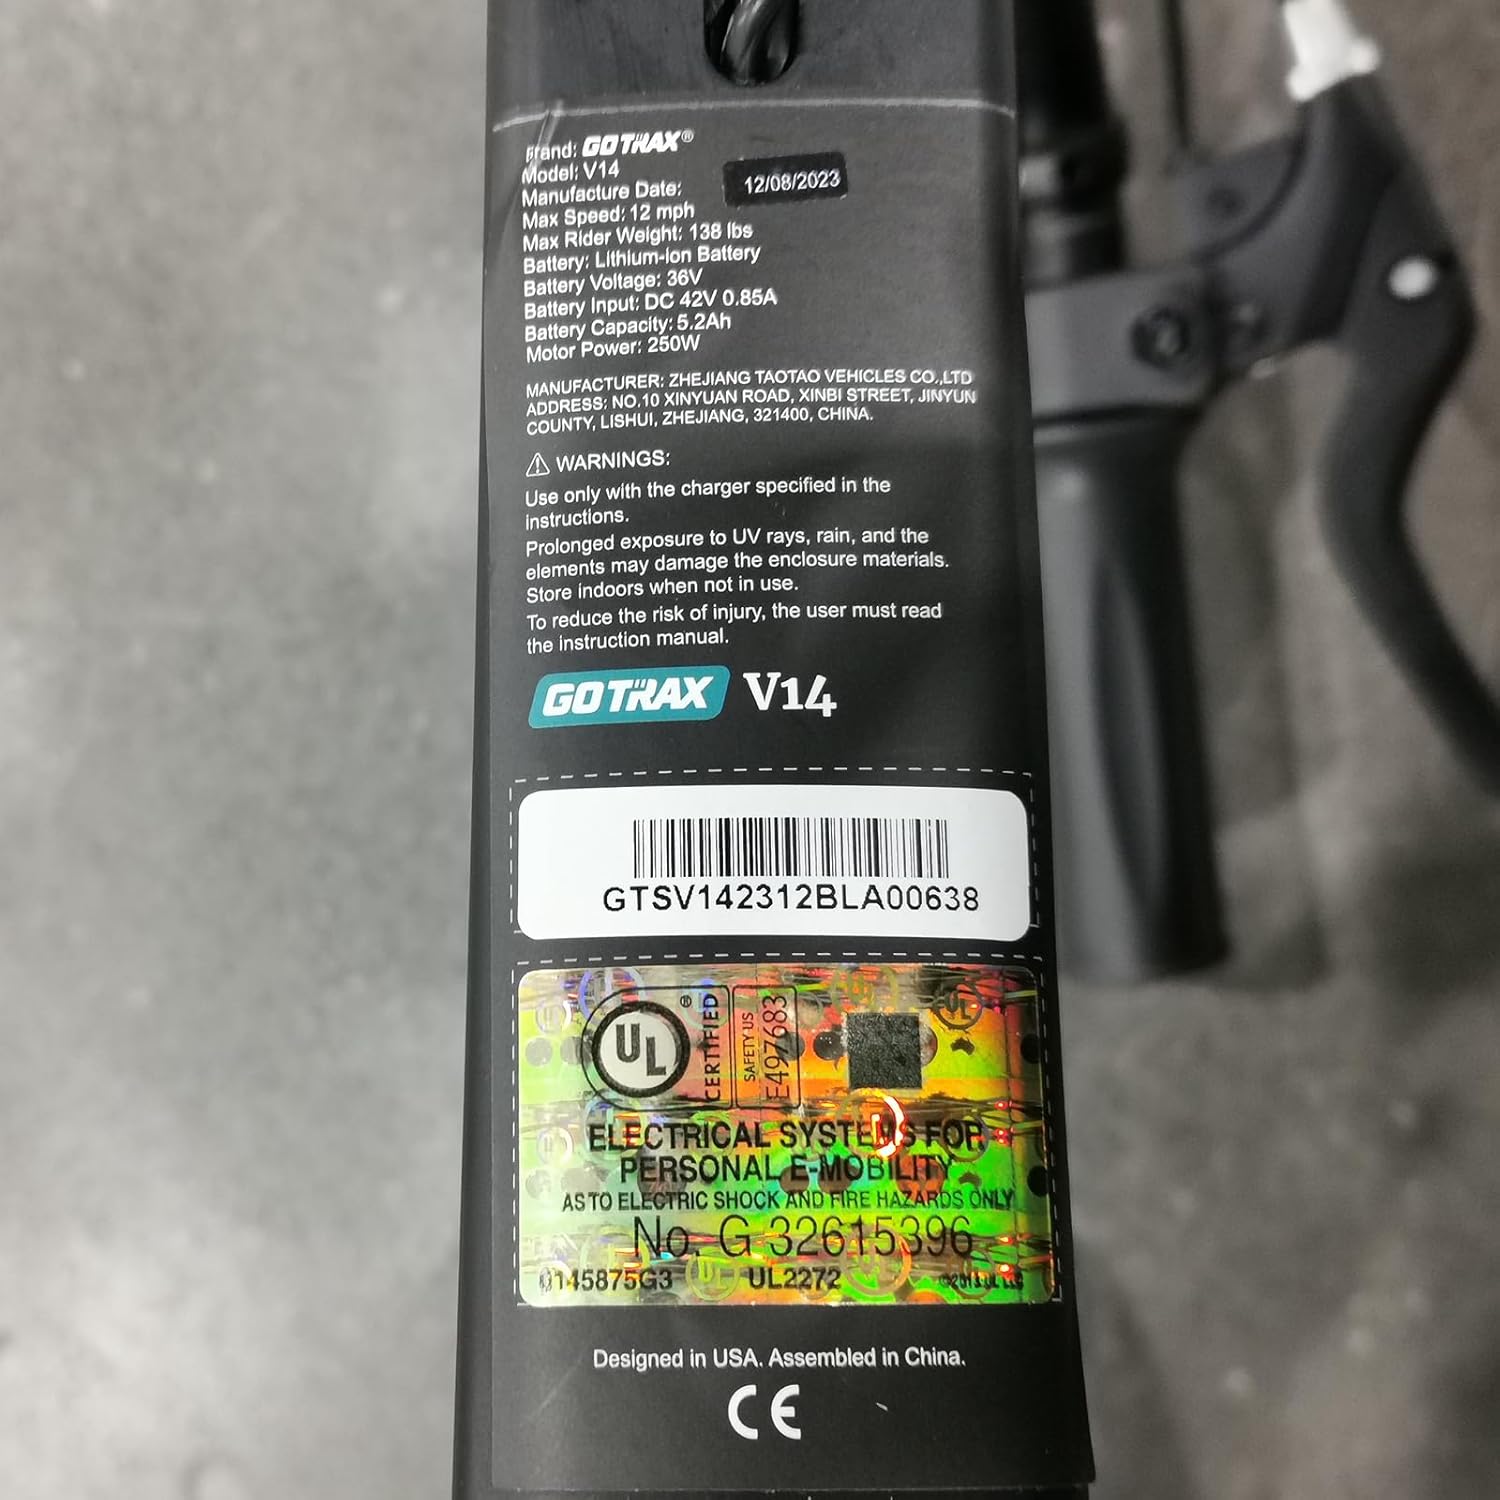 Brand: GOTRAX®
Model: V14
Manufacture Date: 12/08/2023
Max Speed: 12 mph
Max Rider Weight: 138 lbs
Battery: Lithium-ion Battery
Battery Voltage: 36V
Battery Input: DC 42V 0.85A
Battery Capacity: 5.2Ah
Motor Power: 250W
MANUFACTURER: ZHEJIANG TAOTAO VEHICLES CO.,LTD
ADDRESS: NO.10 XINYUAN ROAD, XINBI STREET, JINYUN
COUNTY, LISHUI, ZHEJIANG, 321400, CHINA.
⚠ WARNINGS:
Use only with the charger specified in the
instructions.
Prolonged exposure to UV rays, rain, and the
elements may damage the enclosure materials.
Store indoors when not in use.
To reduce the risk of injury, the user must read
the instruction manual.
GOTRAX V14
GTSV142312BLA00638
UL ® CERTIFIED
SAFETY US
E497683
ELECTRICAL SYSTEMS FOR
PERSONAL E-MOBILITY
AS TO ELECTRIC SHOCK AND FIRE HAZARDS ONLY
No. G 32615396
0145875G3 UL2272 ©2013 UL LLC
Designed in USA. Assembled in China.
CE